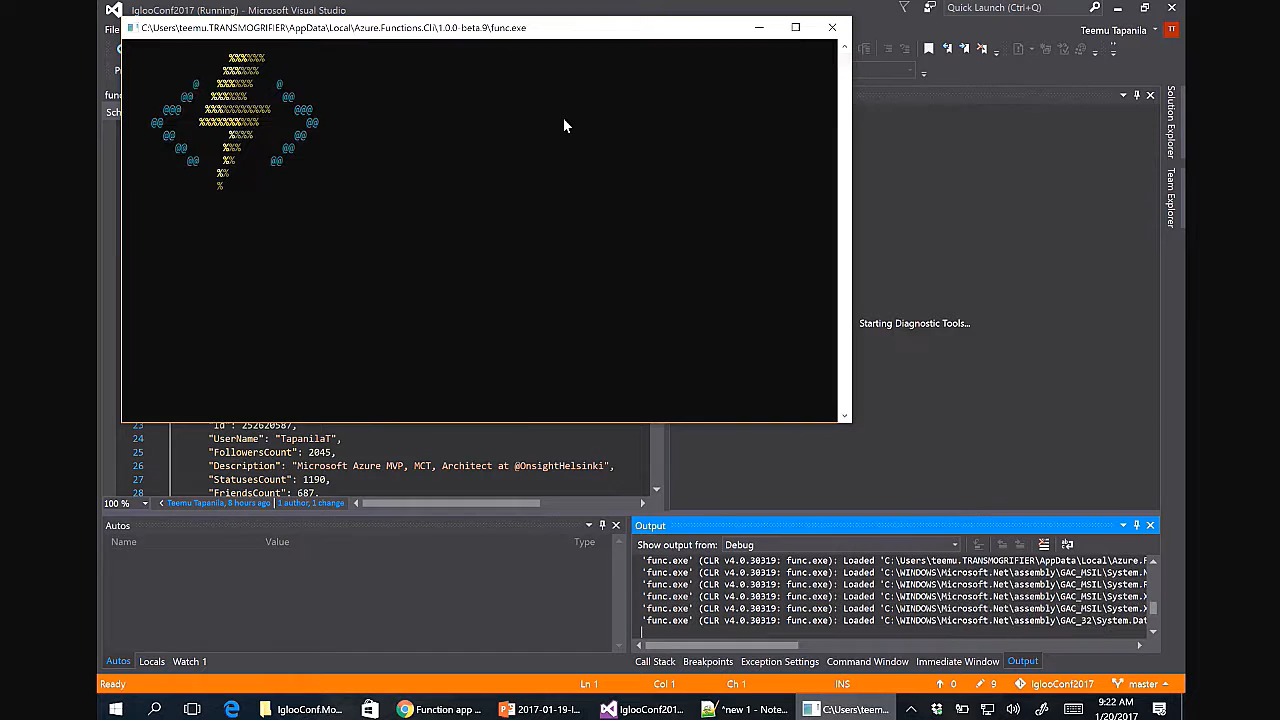 IglooConf2017 (Running) - Microsoft Visual Studio
Quick Launch (Ctrl+Q)
C:\Users\teemu.TRANSMOGRIFIER\AppData\Local\Azure.Functions.Cli\1.0.0-beta.9\func.exe
Teemu Tapanila
TT
Solution Explorer
Team Explorer
%%%%%%
%%%%%%
@ %%%%%% @
@@ %%%%%% @@
@@@ %%%%%%%%%%% @@@
@@ %%%%%%%%%% @@
@@ %%%% @@
@@ %%% @@
@@ %% @@
%%
%
Starting Diagnostic Tools...
23 "Id": 252620587,
24 "UserName": "TapanilaT",
25 "FollowersCount": 2045,
26 "Description": "Microsoft Azure MVP, MCT, Architect at @OnsightHelsinki",
27 "StatusesCount": 1190,
28 "FriendsCount": 687,
100 %
Teemu Tapanila, 8 hours ago | 1 author, 1 change
Autos
Name Value Type
Output
Show output from: Debug
'func.exe' (CLR v4.0.30319: func.exe): Loaded 'C:\Users\teemu.TRANSMOGRIFIER\AppData\Local\Azure.F
'func.exe' (CLR v4.0.30319: func.exe): Loaded 'C:\WINDOWS\Microsoft.Net\assembly\GAC_MSIL\System.N
'func.exe' (CLR v4.0.30319: func.exe): Loaded 'C:\WINDOWS\Microsoft.Net\assembly\GAC_MSIL\System.R
'func.exe' (CLR v4.0.30319: func.exe): Loaded 'C:\WINDOWS\Microsoft.Net\assembly\GAC_MSIL\System.X
'func.exe' (CLR v4.0.30319: func.exe): Loaded 'C:\WINDOWS\Microsoft.Net\assembly\GAC_MSIL\System.X
'func.exe' (CLR v4.0.30319: func.exe): Loaded 'C:\WINDOWS\Microsoft.Net\assembly\GAC_32\System.Dat
Autos Locals Watch 1
Call Stack Breakpoints Exception Settings Command Window Immediate Window Output
Ready Ln 1 Col 1 Ch 1 INS 0 9 IglooConf2017 master
IglooConf.Mo... Function app ... 2017-01-19-I... IglooConf201... *new 1 - Note... C:\Users\teem...
9:22 AM
1/20/2017